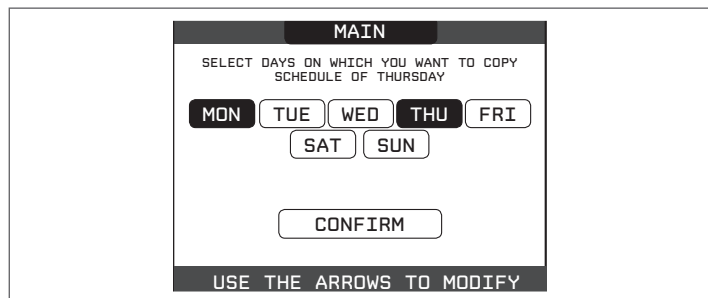 MAIN
SELECT DAYS ON WHICH YOU WANT TO COPY
SCHEDULE OF THURSDAY
MON TUE WED THU FRI
SAT SUN
CONFIRM
USE THE ARROWS TO MODIFY